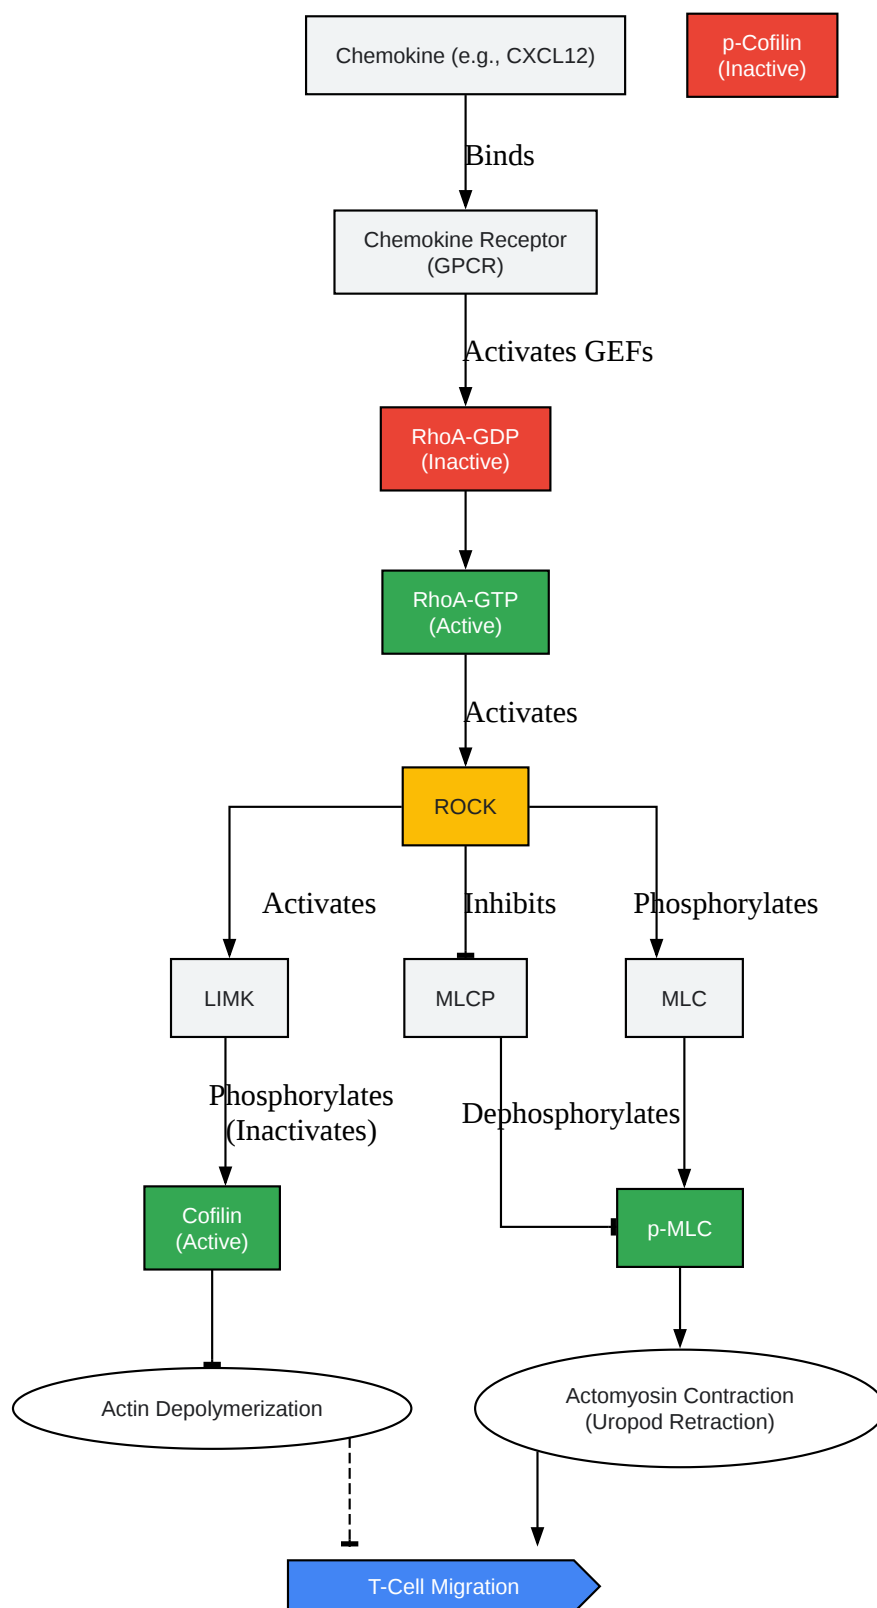 Chemokine (e.g., CXCL12)
p-Cofilin
(Inactive)
Binds
Chemokine Receptor
(GPCR)
Activates GEFs
RhoA-GDP
(Inactive)
RhoA-GTP
(Active)
Activates
ROCK
Activates
Inhibits
Phosphorylates
LIMK
MLCP
MLC
Phosphorylates
(Inactivates)
Dephosphorylates
Cofilin
(Active)
p-MLC
Actin Depolymerization
Actomyosin Contraction
(Uropod Retraction)
T-Cell Migration